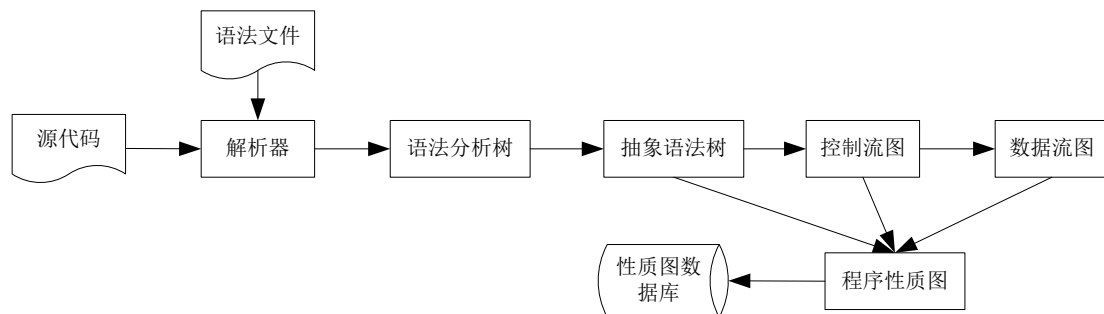 语法文件
源代码
解析器
语法分析树
抽象语法树
控制流图
数据流图
性质图数
据库
程序性质图